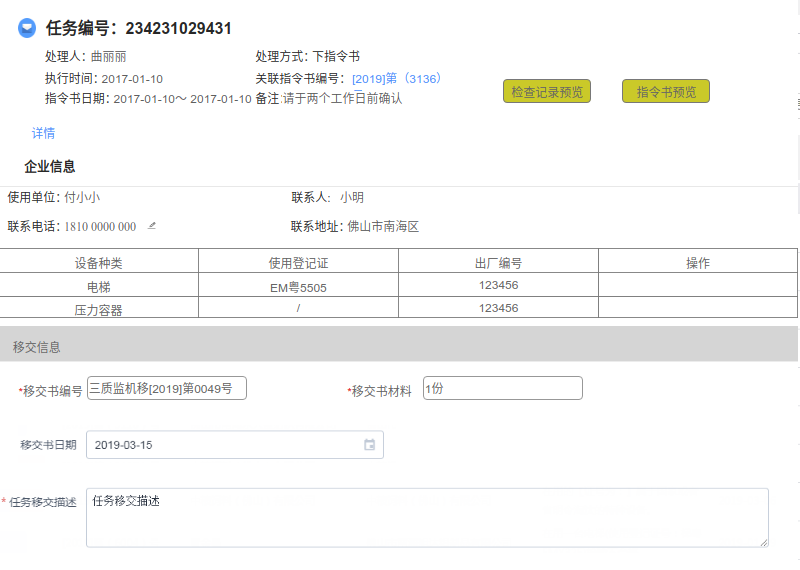 任务编号：234231029431
处理人：曲丽丽 处理方式：下指令书
执行时间：2017-01-10 关联指令书编号：[2019]第（3136）
指令书日期：2017-01-10～ 2017-01-10 备注:请于两个工作日前确认
检查记录预览 指令书预览
详情
企业信息
使用单位：付小小 联系人： 小明
联系电话：1810 0000 000 联系地址：佛山市南海区
设备种类 使用登记证 出厂编号 操作
电梯 EM粤5505 123456
压力容器 / 123456
移交信息
*移交书编号 三质监机移[2019]第0049号 *移交书材料 1份
移交书日期 2019-03-15
* 任务移交描述 任务移交描述